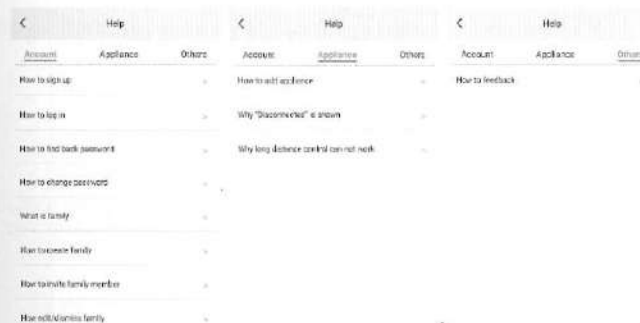 Help
Account Appliance Others
How to sign up
How to log in
How to find back password
How to change password
What is family
How to create family
How to invite family member
How edit/dismiss family
Help
Account Appliance Others
How to add appliance
Why "Disconnected" is shown
Why long distance control can not work
Help
Account Appliance Others
How to feedback